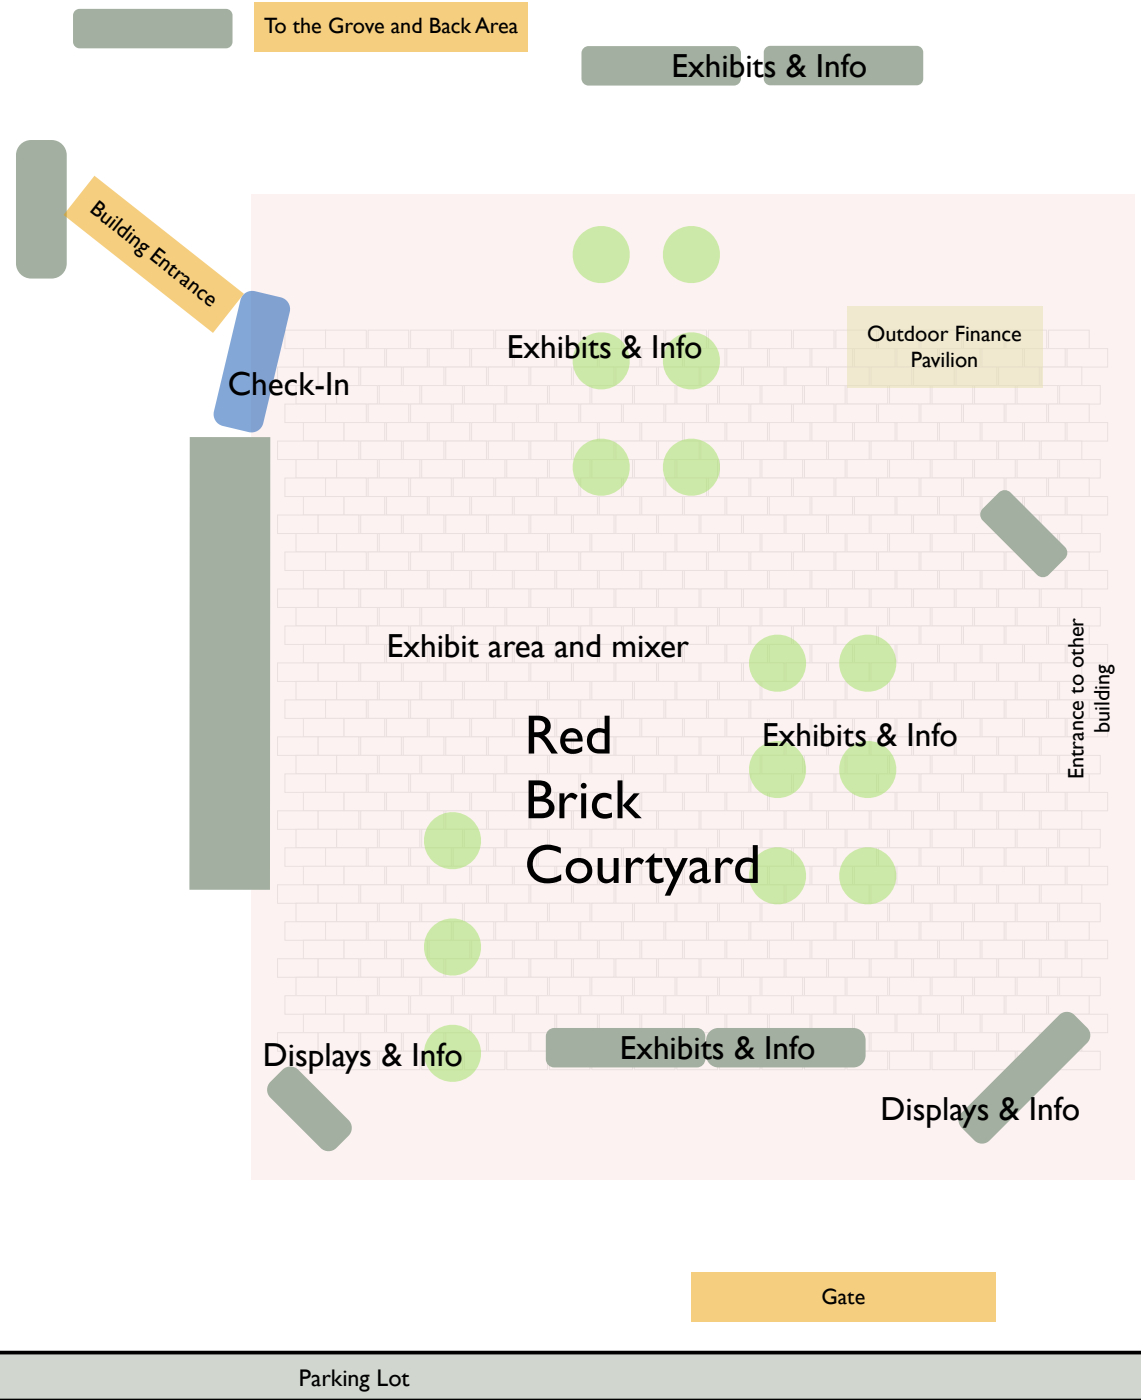 To the Grove and Back Area
Exhibits & Info
Building Entrance
Check-In
Exhibits & Info
Outdoor Finance
Pavilion
Exhibit area and mixer
Entrance to other
building
Red
Brick
Courtyard
Exhibits & Info
Displays & Info
Exhibits & Info
Displays & Info
Gate
Parking Lot